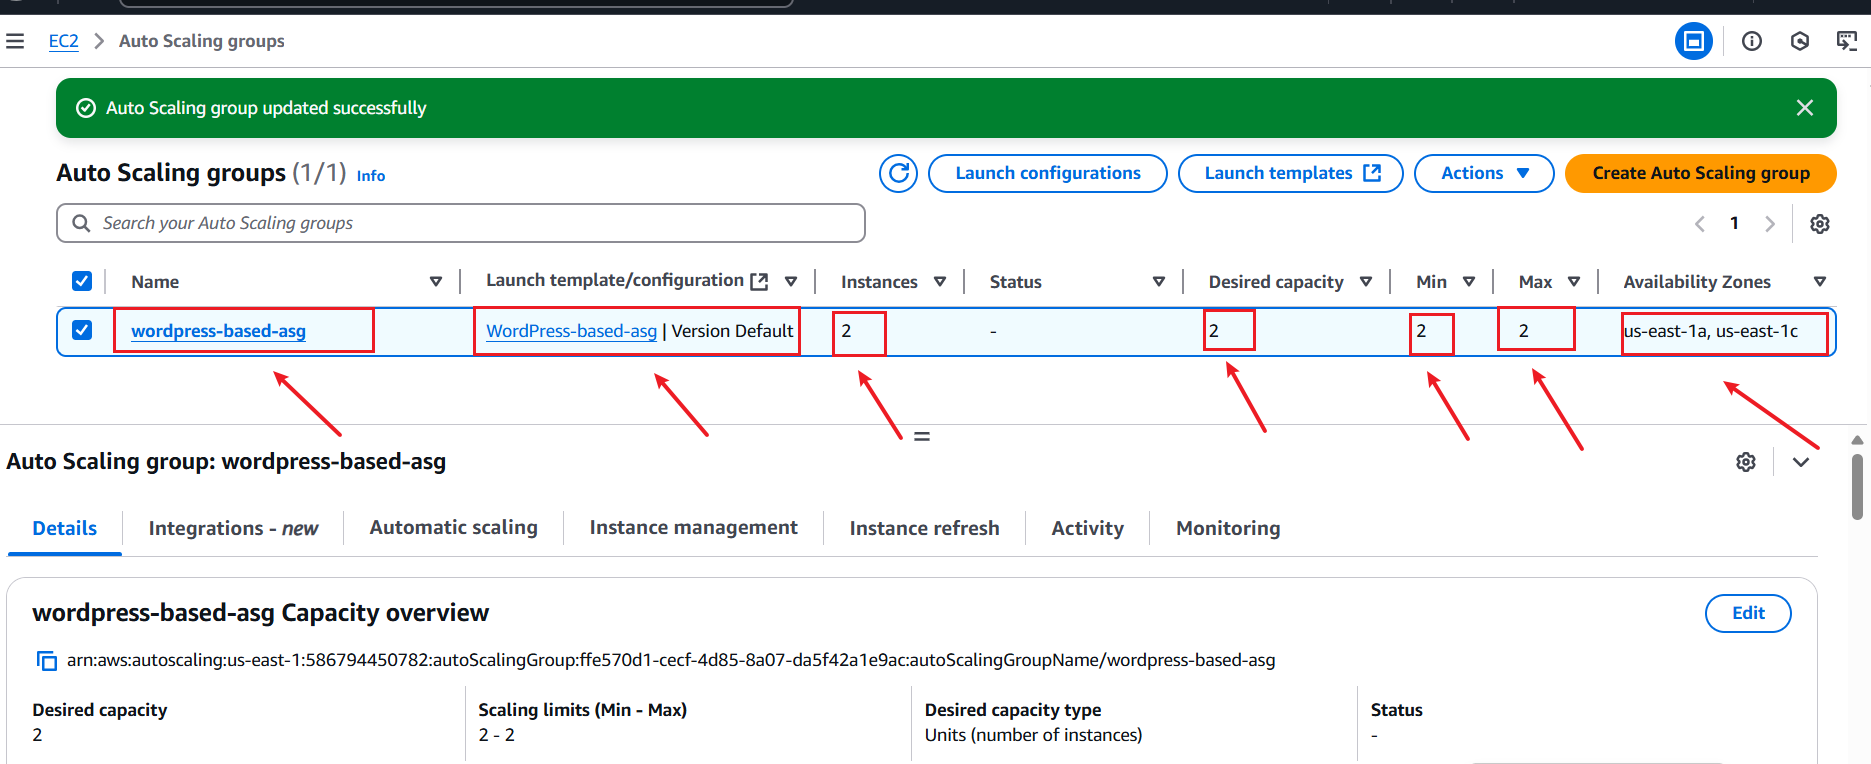 EC2 > Auto Scaling groups
Auto Scaling group updated successfully
Auto Scaling groups (1/1) Info
Launch configurations
Launch templates
Actions
Create Auto Scaling group
Search your Auto Scaling groups
1
Name Launch template/configuration Instances Status Desired capacity Min Max Availability Zones
wordpress-based-asg WordPress-based-asg | Version Default 2 - 2 2 2 us-east-1a, us-east-1c
Auto Scaling group: wordpress-based-asg
Details Integrations - new Automatic scaling Instance management Instance refresh Activity Monitoring
wordpress-based-asg Capacity overview
Edit
arn:aws:autoscaling:us-east-1:586794450782:autoScalingGroup:ffe570d1-cecf-4d85-8a07-da5f42a1e9ac:autoScalingGroupName/wordpress-based-asg
Desired capacity Scaling limits (Min - Max) Desired capacity type Status
2 2 - 2 Units (number of instances) -